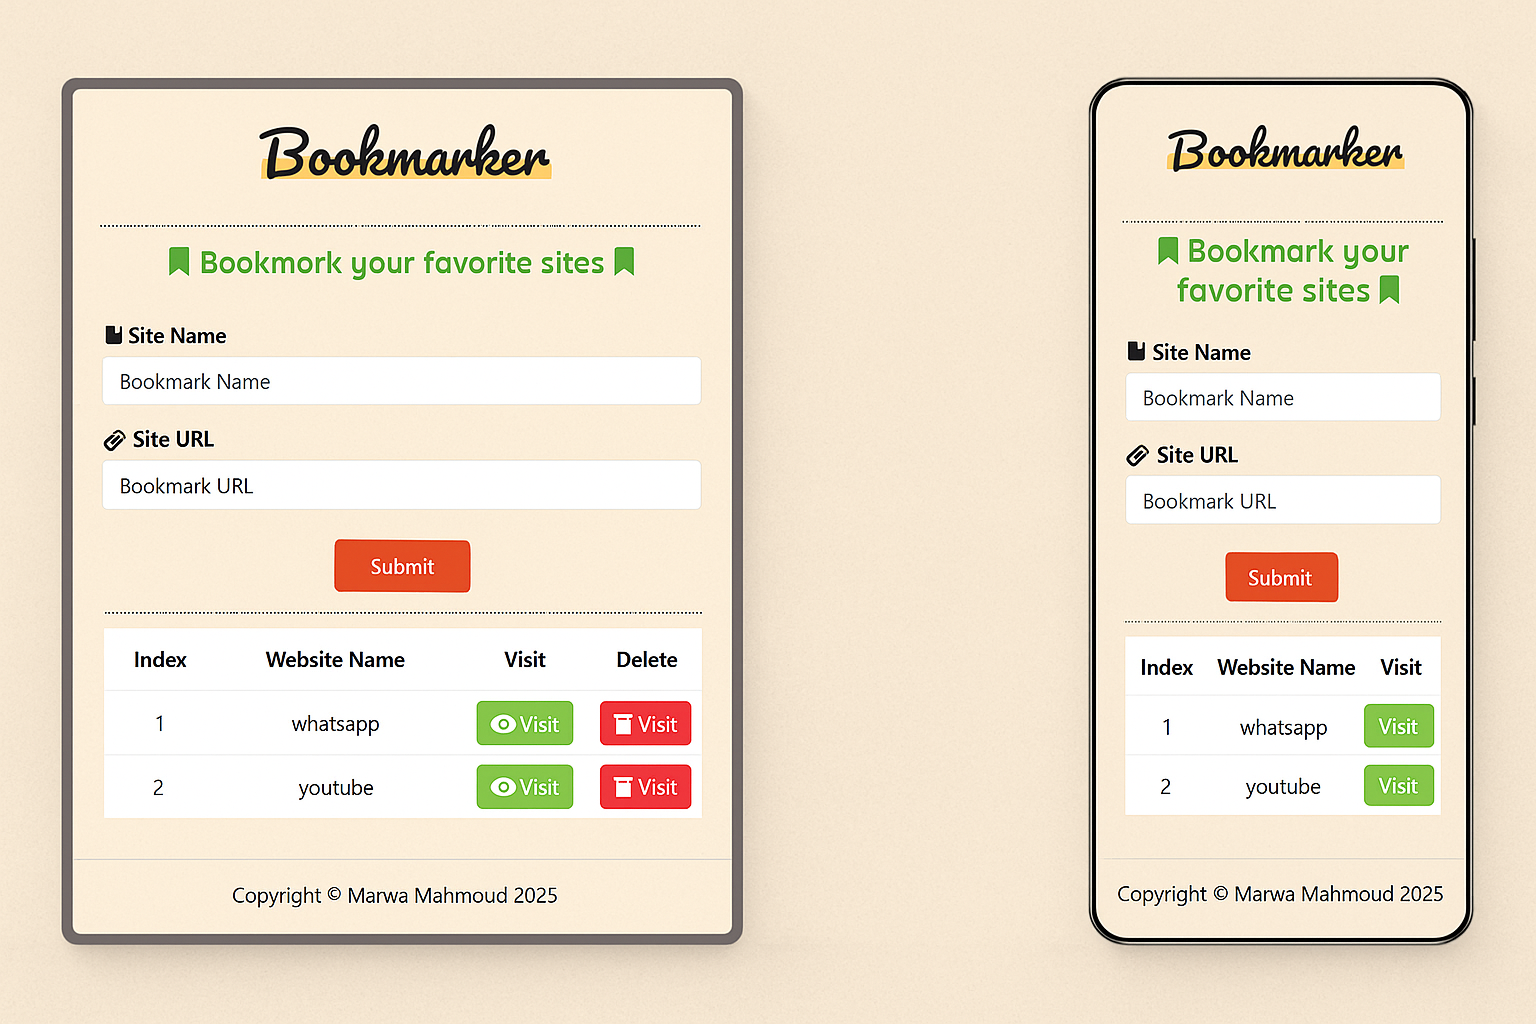 Bookmarker
Bookmork your favorite sites
Site Name
Bookmark Name
Site URL
Bookmark URL
Submit
Index Website Name Visit Delete
1 whatsapp Visit Visit
2 youtube Visit Visit
Copyright © Marwa Mahmoud 2025
Bookmarker
Bookmark your
favorite sites
Site Name
Bookmark Name
Site URL
Bookmark URL
Submit
Index Website Name Visit
1 whatsapp Visit
2 youtube Visit
Copyright © Marwa Mahmoud 2025